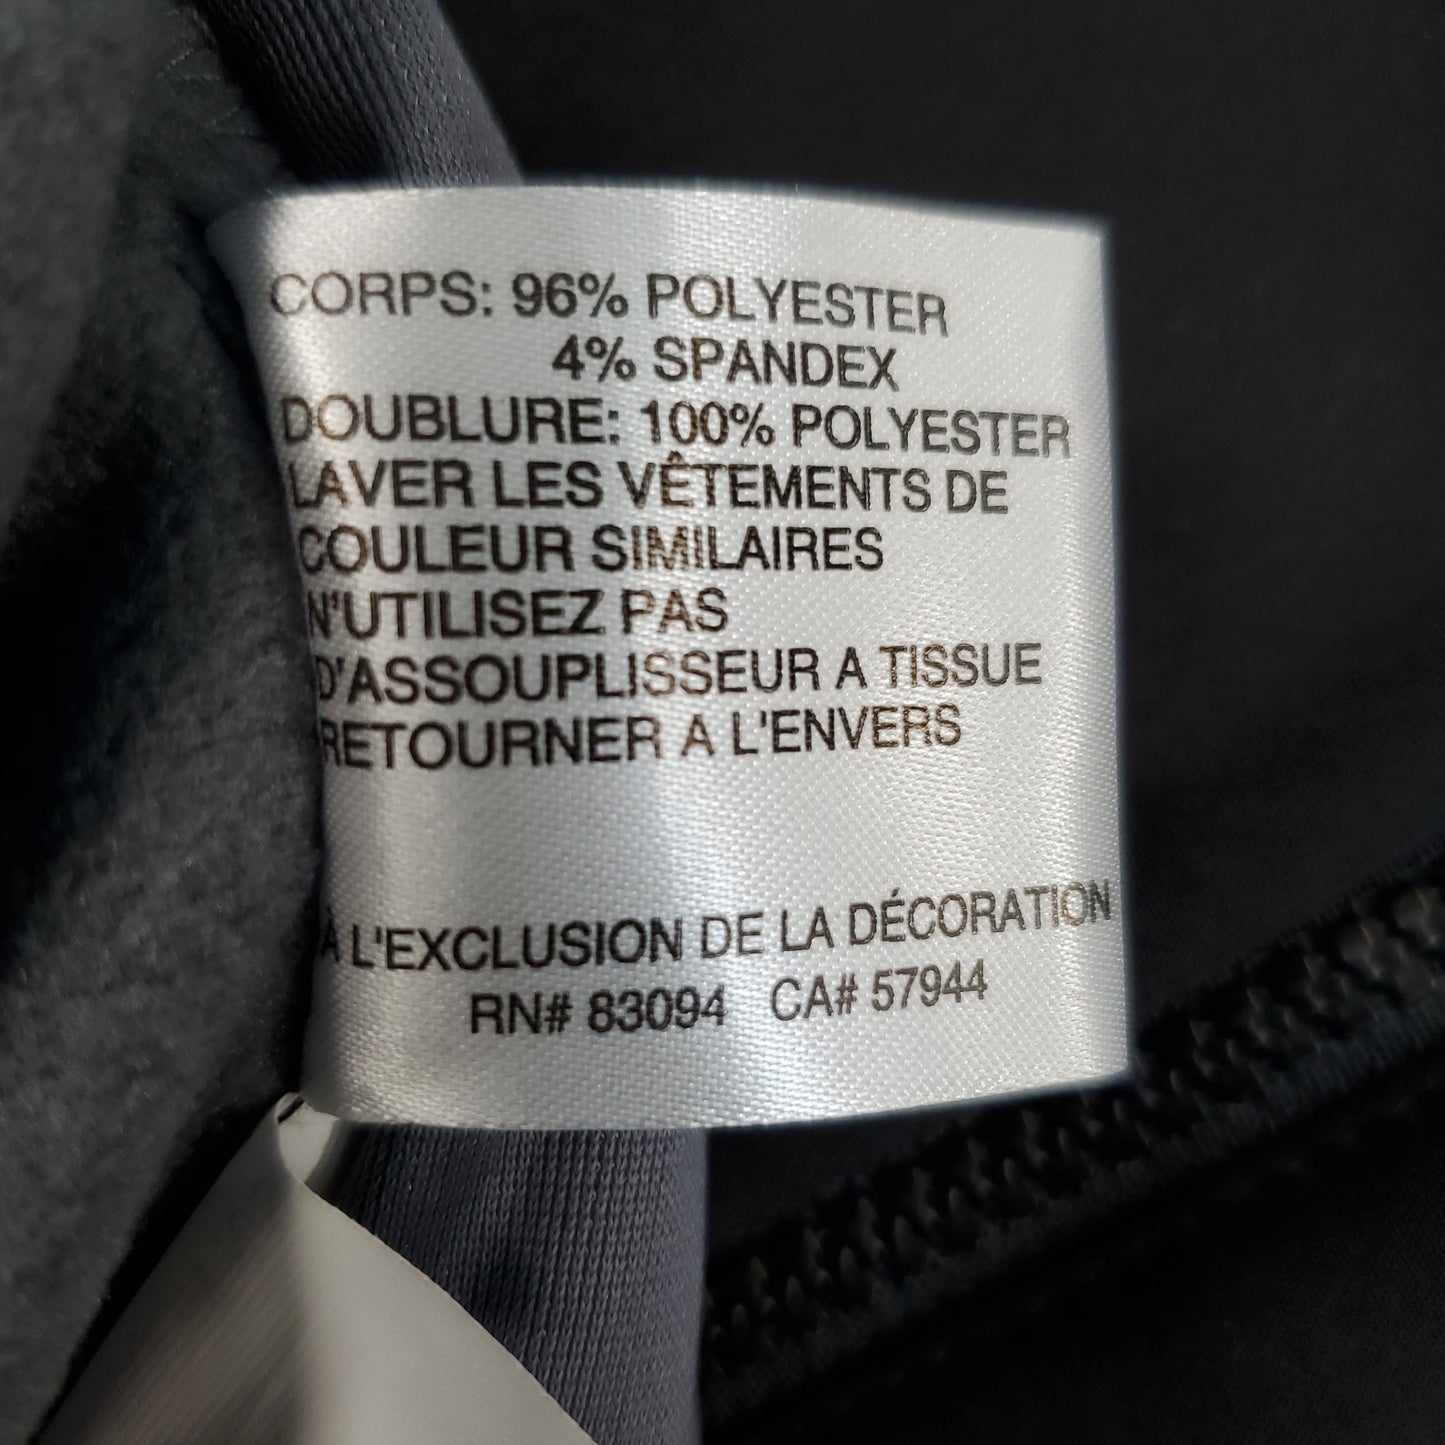 CORPS: 96% POLYESTER
4% SPANDEX
DOUBLURE: 100% POLYESTER
LAVER LES VÊTEMENTS DE
COULEUR SIMILAIRES
N'UTILISEZ PAS
D'ASSOUPLISSEUR A TISSUE
RETOURNER A L'ENVERS
À L'EXCLUSION DE LA DÉCORATION
RN# 83094 CA# 57944